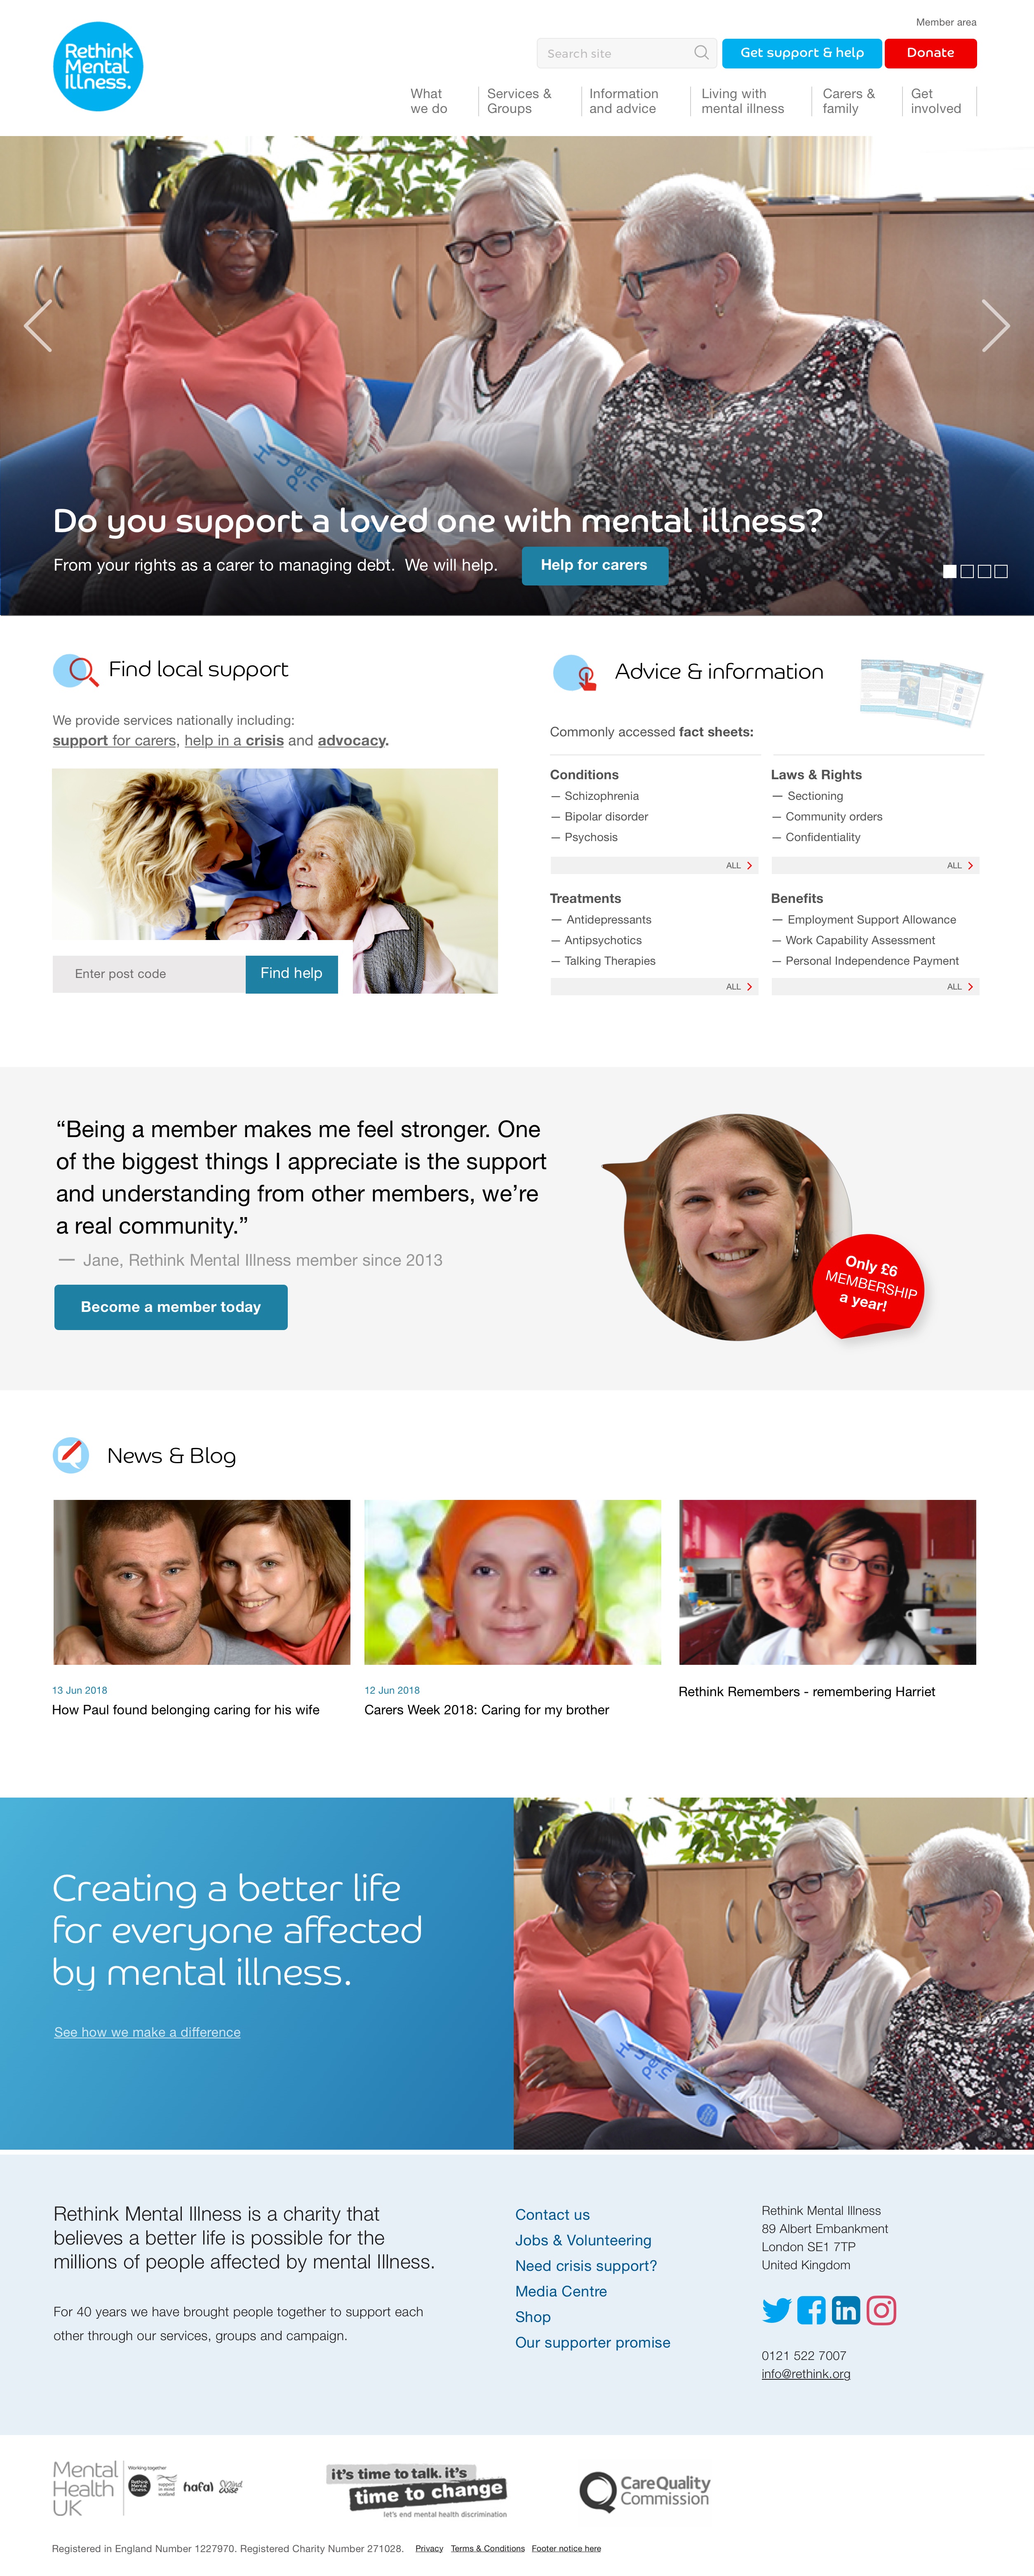 Member area
Rethink
Mental
Illness.
Search site
Get support & help
Donate
What
we do
Services &
Groups
Information
and advice
Living with
mental illness
Carers &
family
Get
involved
Do you support a loved one with mental illness?
From your rights as a carer to managing debt. We will help.
Help for carers
Find local support
We provide services nationally including:
support for carers, help in a crisis and advocacy.
Enter post code
Find help
Advice & information
Commonly accessed fact sheets:
Conditions
— Schizophrenia
— Bipolar disorder
— Psychosis
ALL
Laws & Rights
— Sectioning
— Community orders
— Confidentiality
ALL
Treatments
— Antidepressants
— Antipsychotics
— Talking Therapies
ALL
Benefits
— Employment Support Allowance
— Work Capability Assessment
— Personal Independence Payment
ALL
“Being a member makes me feel stronger. One
of the biggest things I appreciate is the support
and understanding from other members, we’re
a real community.”
— Jane, Rethink Mental Illness member since 2013
Become a member today
Only £6
MEMBERSHIP
a year!
News & Blog
13 Jun 2018
How Paul found belonging caring for his wife
12 Jun 2018
Carers Week 2018: Caring for my brother
Rethink Remembers - remembering Harriet
Creating a better life
for everyone affected
by mental illness.
See how we make a difference
Rethink Mental Illness is a charity that
believes a better life is possible for the
millions of people affected by mental Illness.
For 40 years we have brought people together to support each
other through our services, groups and campaign.
Contact us
Jobs & Volunteering
Need crisis support?
Media Centre
Shop
Our supporter promise
Rethink Mental Illness
89 Albert Embankment
London SE1 7TP
United Kingdom
in
0121 522 7007
info@rethink.org
Mental
Health
UK
Working together
Rethink
Mental
Illness.
support
in mind
scotland
hafal
Mind
Wise
it's time to talk. it's
time to change
let's end mental health discrimination
CareQuality
Commission
Registered in England Number 1227970. Registered Charity Number 271028.
Privacy
Terms & Conditions
Footer notice here